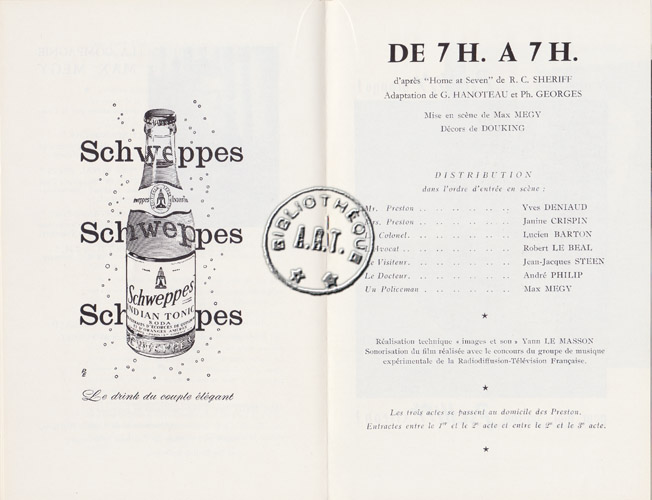 Schweppes
Schweppes
Schweppes
Schweppes
INDIAN TONIC
SODA
Le drink du couple élégant
BIBLIOTHÈQUE
A.R.T.
DE 7 H. A 7 H.
d'après "Home at Seven" de R. C. SHERIFF
Adaptation de G. HANOTEAU et Ph. GEORGES
Mise en scène de Max MEGY
Décors de DOUKING
DISTRIBUTION
dans l'ordre d'entrée en scène :
Mr. Preston .. .. .. .. .. .. Yves DENIAUD
Mrs. Preston .. .. .. .. .. .. Janine CRISPIN
Colonel. .. .. .. .. .. .. Lucien BARTON
Avocat. .. .. .. .. .. .. Robert LE BEAL
Visiteur. .. .. .. .. .. .. Jean-Jacques STEEN
Le Docteur. .. .. .. .. .. .. André PHILIP
Un Policeman .. .. .. .. .. .. Max MEGY
Réalisation technique « images et son » Yann LE MASSON
Sonorisation du film réalisée avec le concours du groupe de musique
expérimentale de la Radiodiffusion-Télévision Française.
Les trois actes se passent au domicile des Preston.
Entractes entre le 1er et le 2e acte et entre le 2e et le 3e acte.